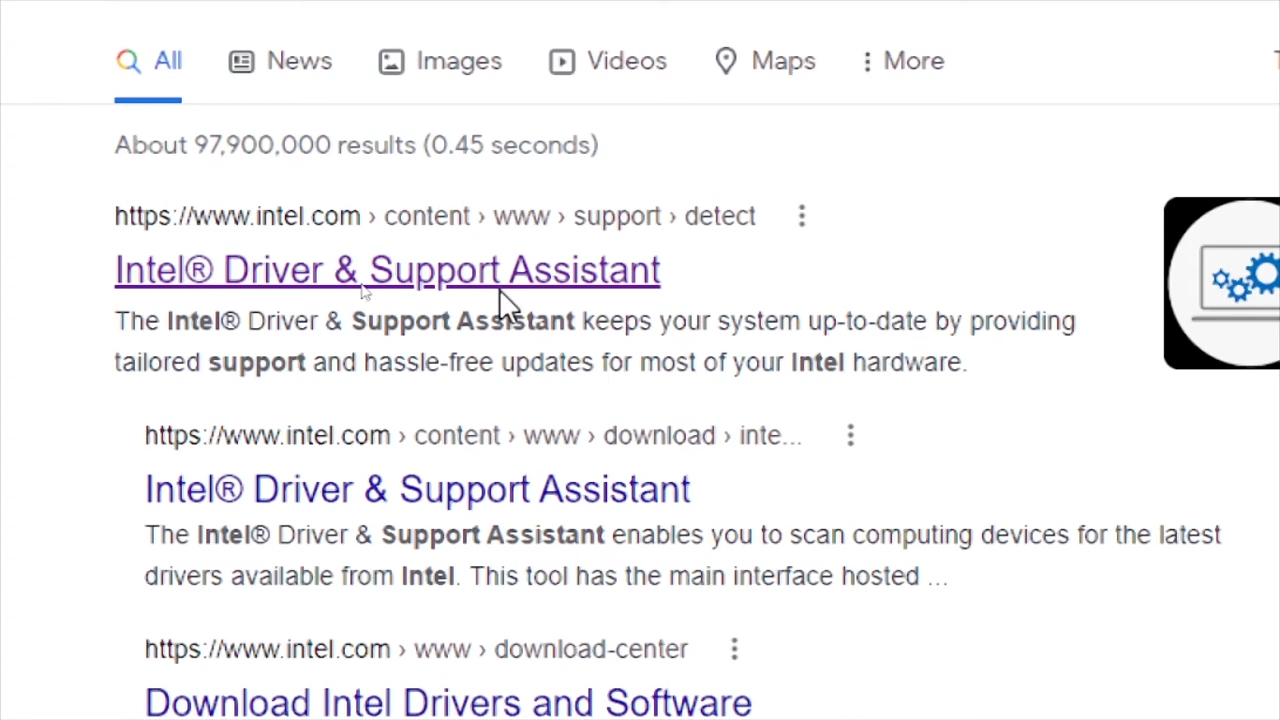 All News Images Videos Maps More
About 97,900,000 results (0.45 seconds)
https://www.intel.com › content › www › support › detect
Intel® Driver & Support Assistant
The Intel® Driver & Support Assistant keeps your system up-to-date by providing
tailored support and hassle-free updates for most of your Intel hardware.
https://www.intel.com › content › www › download › inte...
Intel® Driver & Support Assistant
The Intel® Driver & Support Assistant enables you to scan computing devices for the latest
drivers available from Intel. This tool has the main interface hosted ...
https://www.intel.com › www › download-center
Download Intel Drivers and Software